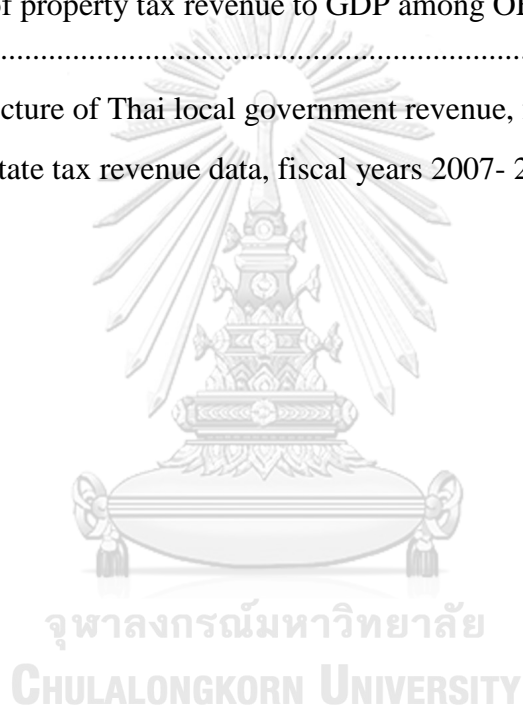 of property tax revenue to GDP among
................................................................
cture of Thai local government revenue,
tate tax revenue data, fiscal years 2007-
จุฬาลงกรณ์มหาวิทยาลัย
CHULALONGKORN UNIVERSITY